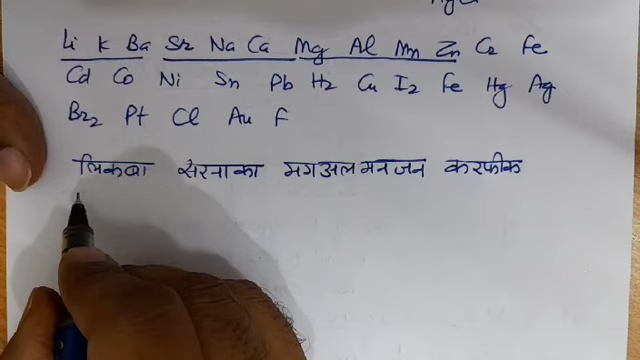 Li K Ba Sr Na Ca Mg Al Mn Zn Cr Fe
Cd Co Ni Sn Pb H2 Cu I2 Fe Hg Ag
Br2 Pt Cl Au F
लिकबा सरनाका मगअलमनजन करफीक